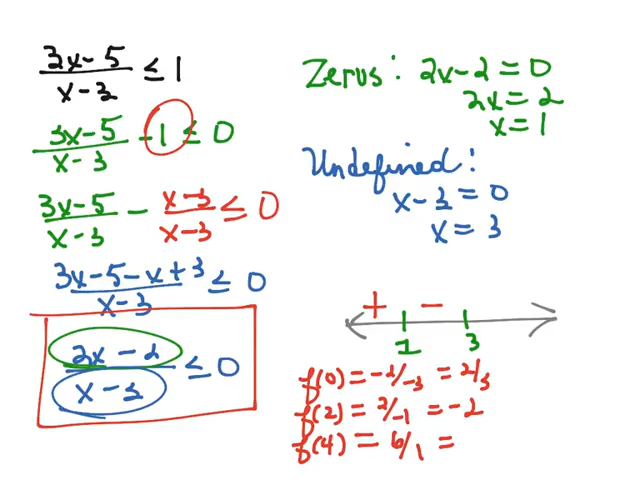 (3x - 5)/(x - 3) ≤ 1
(3x - 5)/(x - 3) - 1 ≤ 0
(3x - 5)/(x - 3) - (x - 3)/(x - 3) ≤ 0
(3x - 5 - x + 3)/(x - 3) ≤ 0
(2x - 2)/(x - 3) ≤ 0
Zeros: 2x - 2 = 0
2x = 2
x = 1
Undefined:
x - 3 = 0
x = 3
+ -
1 3
f(0) = -2/-3 = 2/3
f(2) = 2/-1 = -2
f(4) = 6/1 =